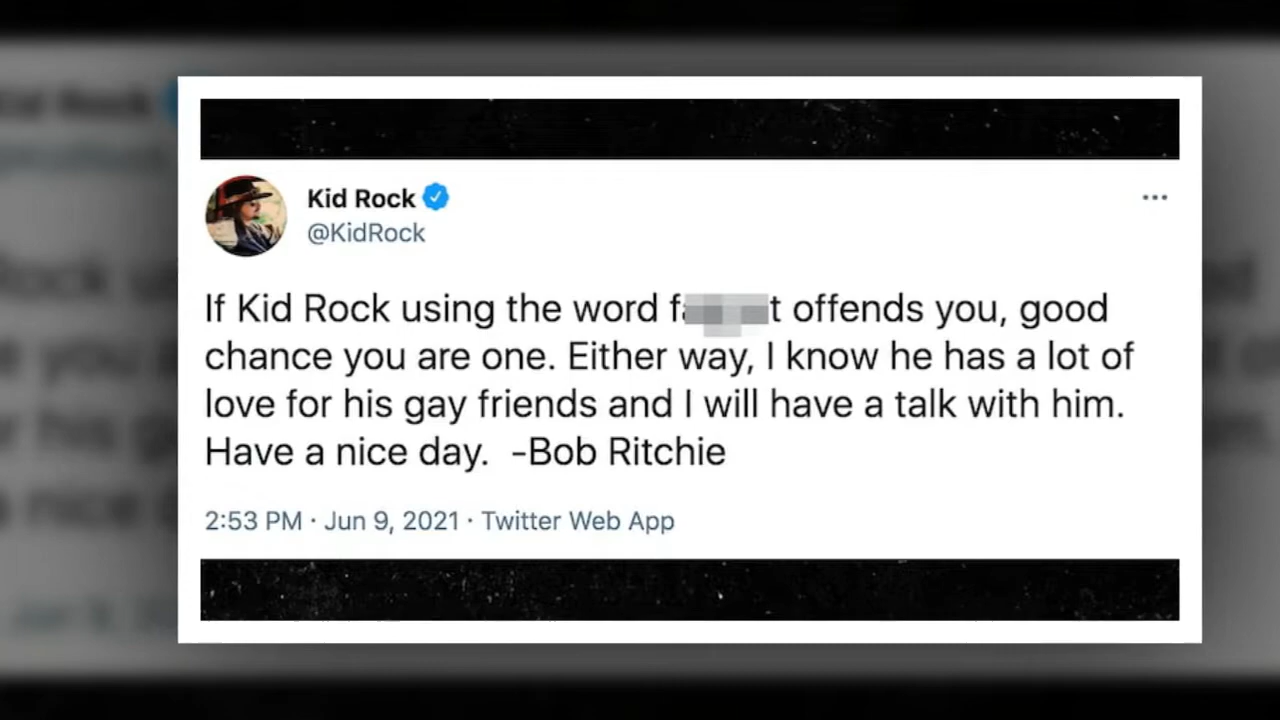 Kid Rock
@KidRock
If Kid Rock using the word offends you, good
chance you are one. Either way, I know he has a lot of
love for his gay friends and I will have a talk with him.
Have a nice day. -Bob Ritchie
2:53 PM · Jun 9, 2021 · Twitter Web App